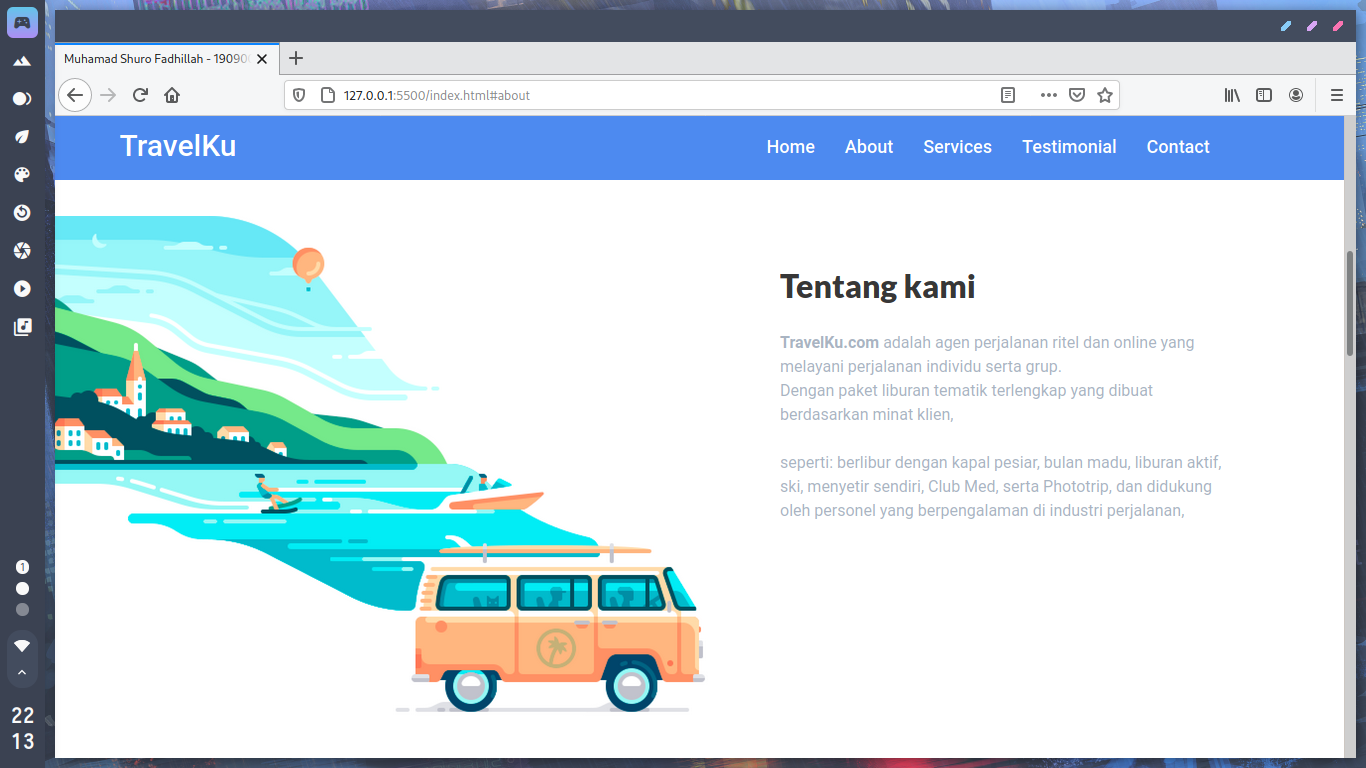 Muhamad Shuro Fadhillah - 19090
127.0.0.1:5500/index.html#about
TravelKu
Home About Services Testimonial Contact
Tentang kami
TravelKu.com adalah agen perjalanan ritel dan online yang
melayani perjalanan individu serta grup.
Dengan paket liburan tematik terlengkap yang dibuat
berdasarkan minat klien,
seperti: berlibur dengan kapal pesiar, bulan madu, liburan aktif,
ski, menyetir sendiri, Club Med, serta Phototrip, dan didukung
oleh personel yang berpengalaman di industri perjalanan,
1
22
13